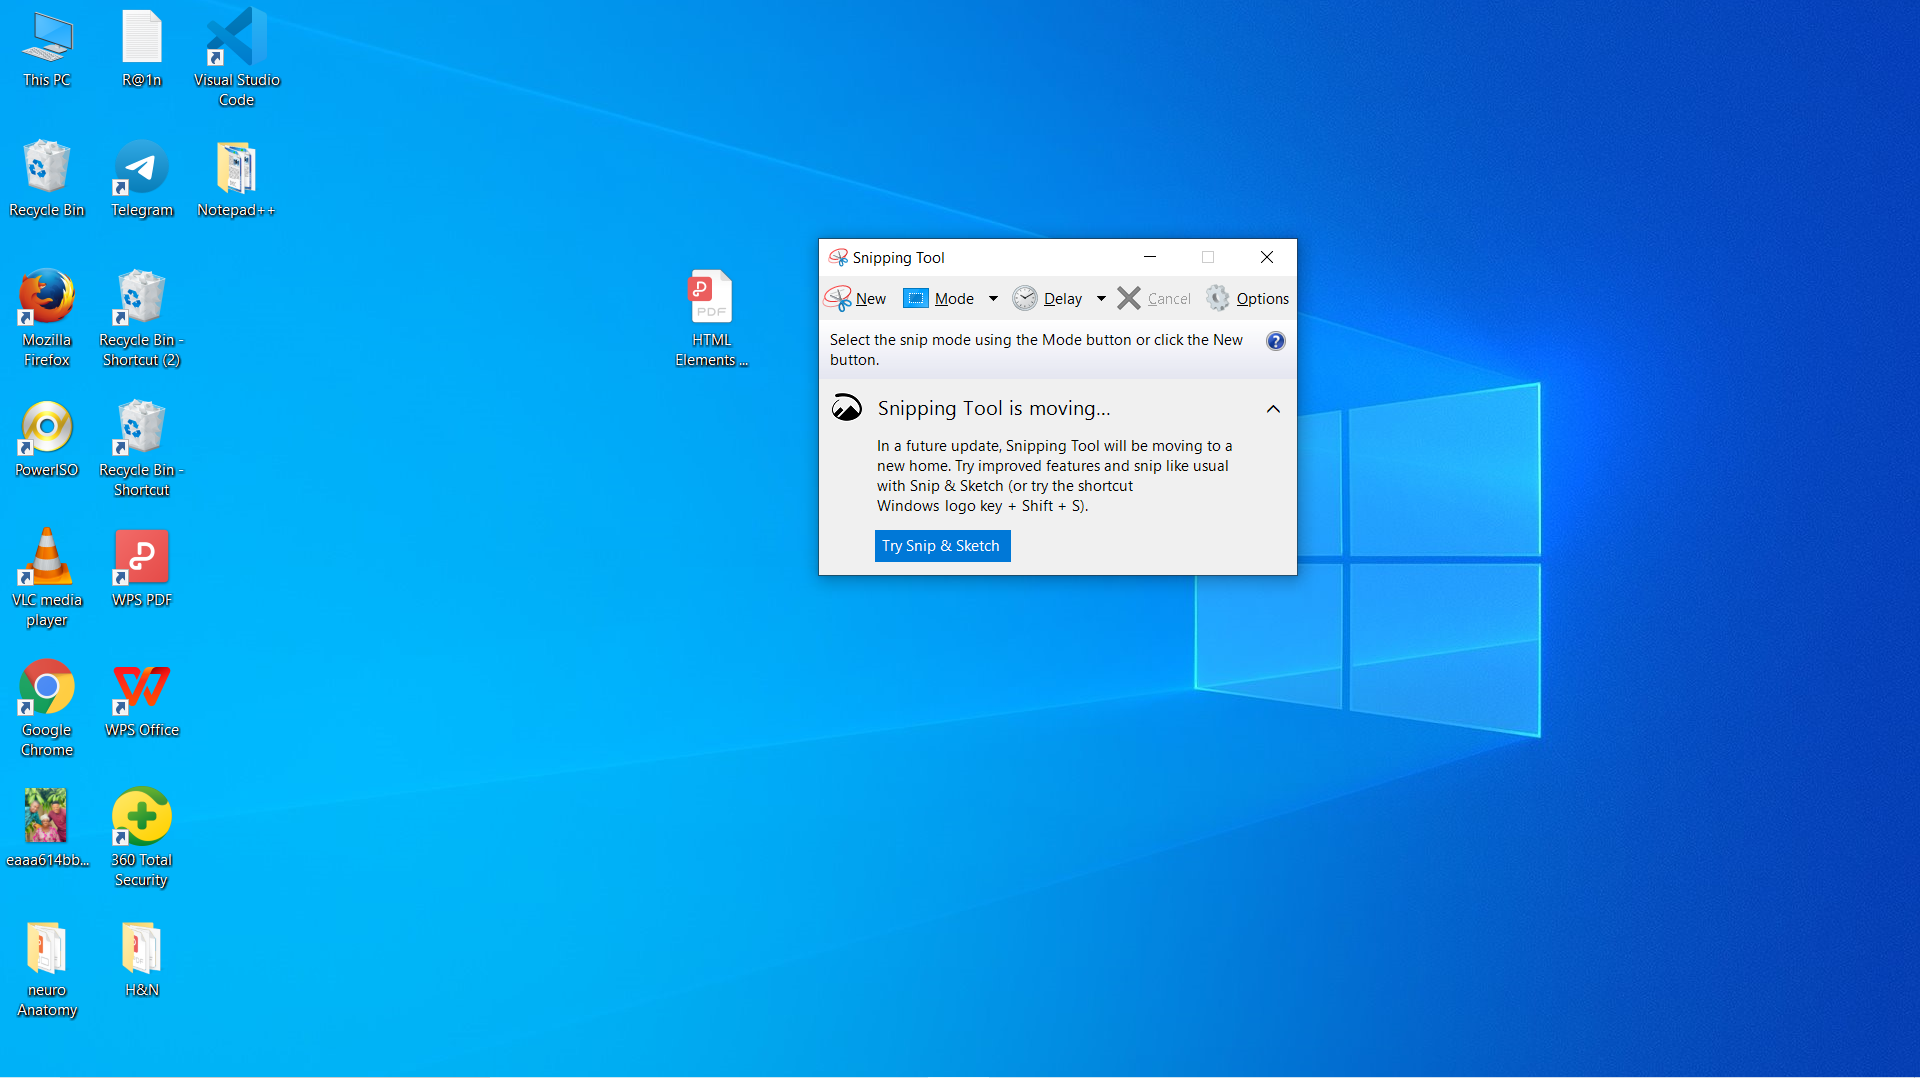 This PC
R@1n
Visual Studio
Code
Recycle Bin
Telegram
Notepad++
Mozilla
Firefox
Recycle Bin -
Shortcut (2)
PowerISO
Recycle Bin -
Shortcut
VLC media
player
WPS PDF
Google
Chrome
WPS Office
eaaa614bb...
360 Total
Security
neuro
Anatomy
H&N
PDF
HTML
Elements ...
Snipping Tool
New
Mode
Delay
Cancel
Options
Select the snip mode using the Mode button or click the New
button.
?
Snipping Tool is moving...
In a future update, Snipping Tool will be moving to a
new home. Try improved features and snip like usual
with Snip & Sketch (or try the shortcut
Windows logo key + Shift + S).
Try Snip & Sketch